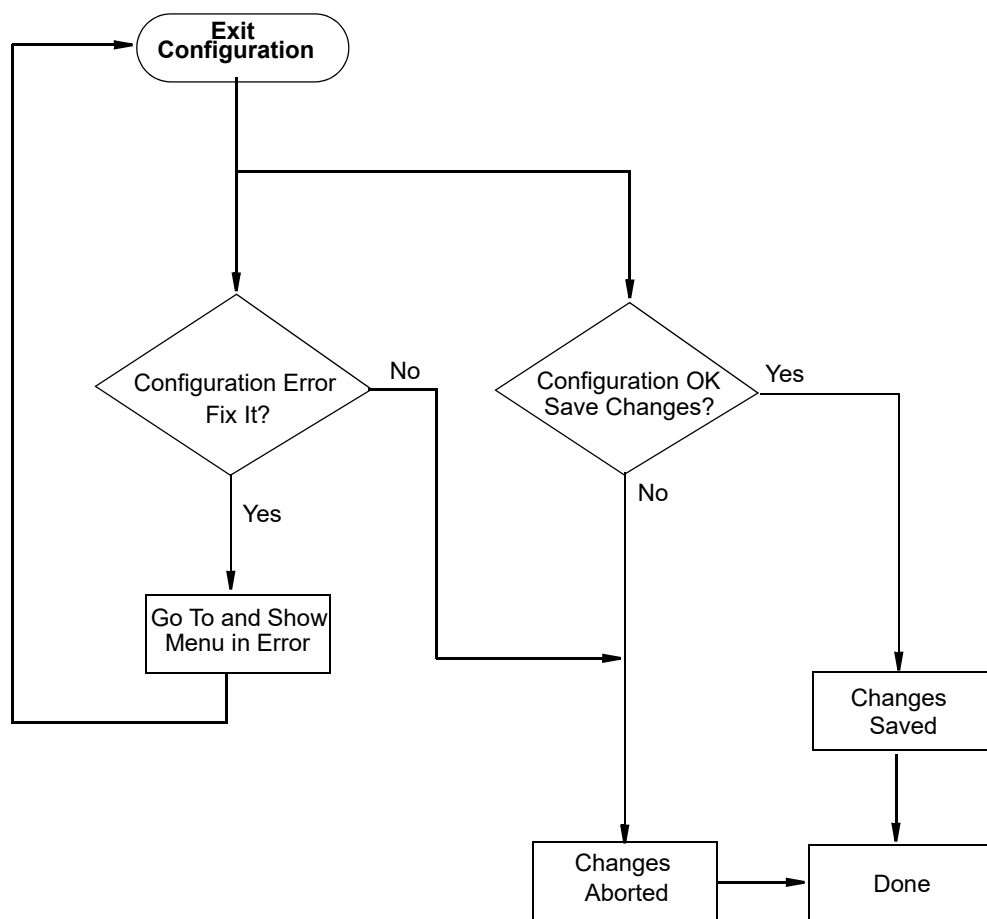 Exit
Configuration
Configuration Error
Fix It?
No
Configuration OK
Save Changes?
Yes
No
Yes
Go To and Show
Menu in Error
Changes
Saved
Changes
Aborted
Done